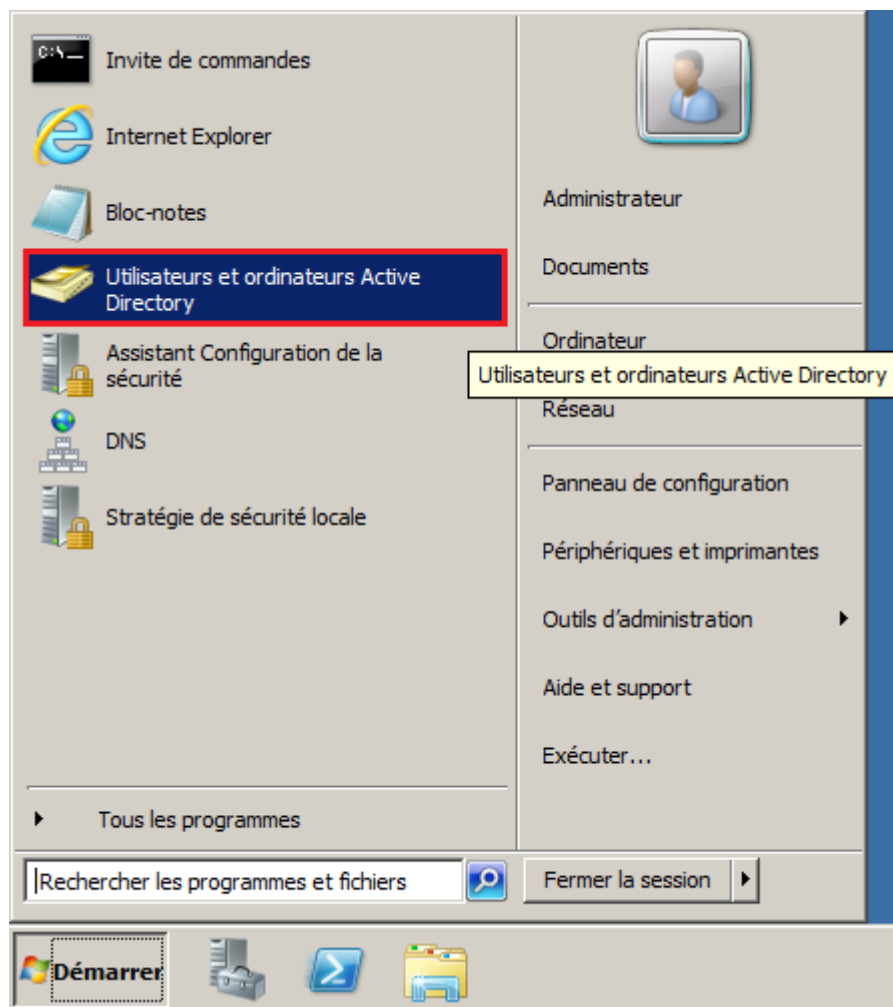 C:\_
Invite de commandes
Internet Explorer
Bloc-notes
Utilisateurs et ordinateurs Active
Directory
Assistant Configuration de la
sécurité
DNS
Stratégie de sécurité locale
Tous les programmes
Rechercher les programmes et fichiers
Administrateur
Documents
Ordinateur
Utilisateurs et ordinateurs Active Directory
Réseau
Panneau de configuration
Périphériques et imprimantes
Outils d'administration
Aide et support
Exécuter...
Fermer la session
Démarrer